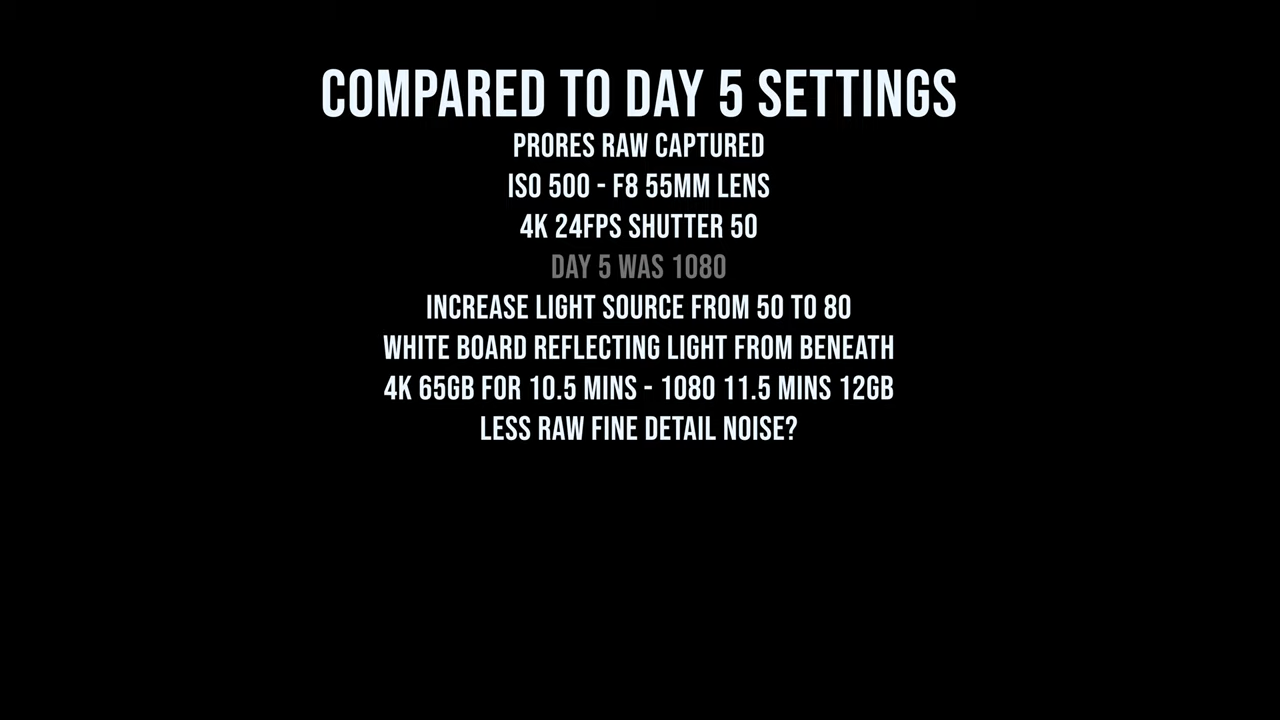 COMPARED TO DAY 5 SETTINGS
PRORES RAW CAPTURED
ISO 500 - F8 55MM LENS
4K 24FPS SHUTTER 50
DAY 5 WAS 1080
INCREASE LIGHT SOURCE FROM 50 TO 80
WHITE BOARD REFLECTING LIGHT FROM BENEATH
4K 65GB FOR 10.5 MINS - 1080 11.5 MINS 12GB
LESS RAW FINE DETAIL NOISE?